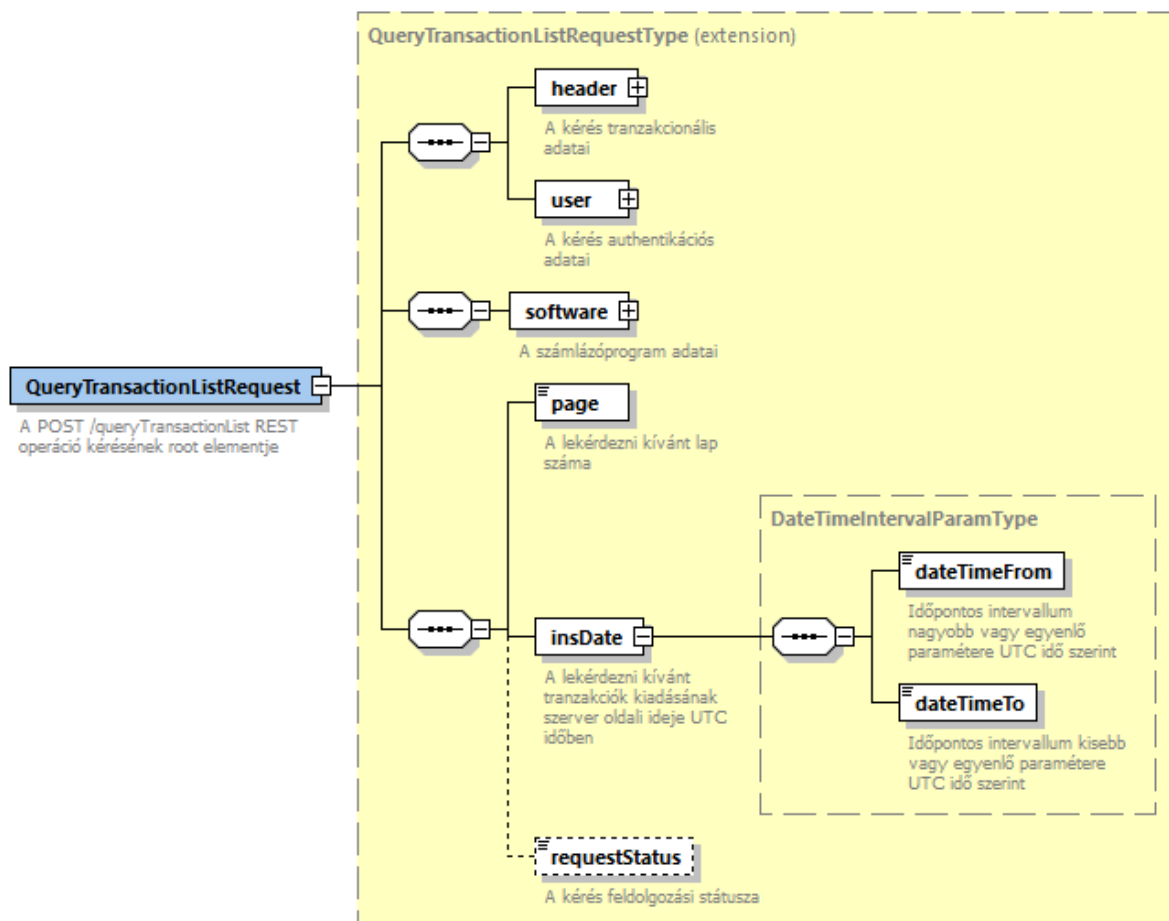 QueryTransactionListRequestType (extension)
header
A kérés tranzakcionális
adatai
user
A kérés authentikációs
adatai
software
A számlázóprogram adatai
QueryTransactionListRequest
A POST /queryTransactionList REST
operáció kérésének root elementje
page
A lekérdezni kívánt lap
száma
DateTimeIntervalParamType
dateTimeFrom
Időpontos intervallum
nagyobb vagy egyenlő
paramétere UTC idő szerint
insDate
A lekérdezni kívánt
tranzakciók kiadásának
szerver oldali ideje UTC
időben
dateTimeTo
Időpontos intervallum kisebb
vagy egyenlő paramétere
UTC idő szerint
requestStatus
A kérés feldolgozási státusza